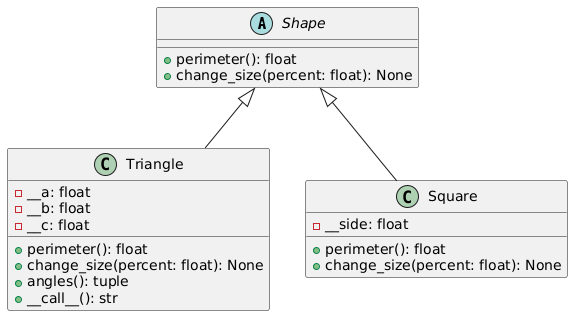 A Shape
perimeter(): float
change_size(percent: float): None
C Triangle
__a: float
__b: float
__c: float
perimeter(): float
change_size(percent: float): None
angles(): tuple
__call__(): str
C Square
__side: float
perimeter(): float
change_size(percent: float): None